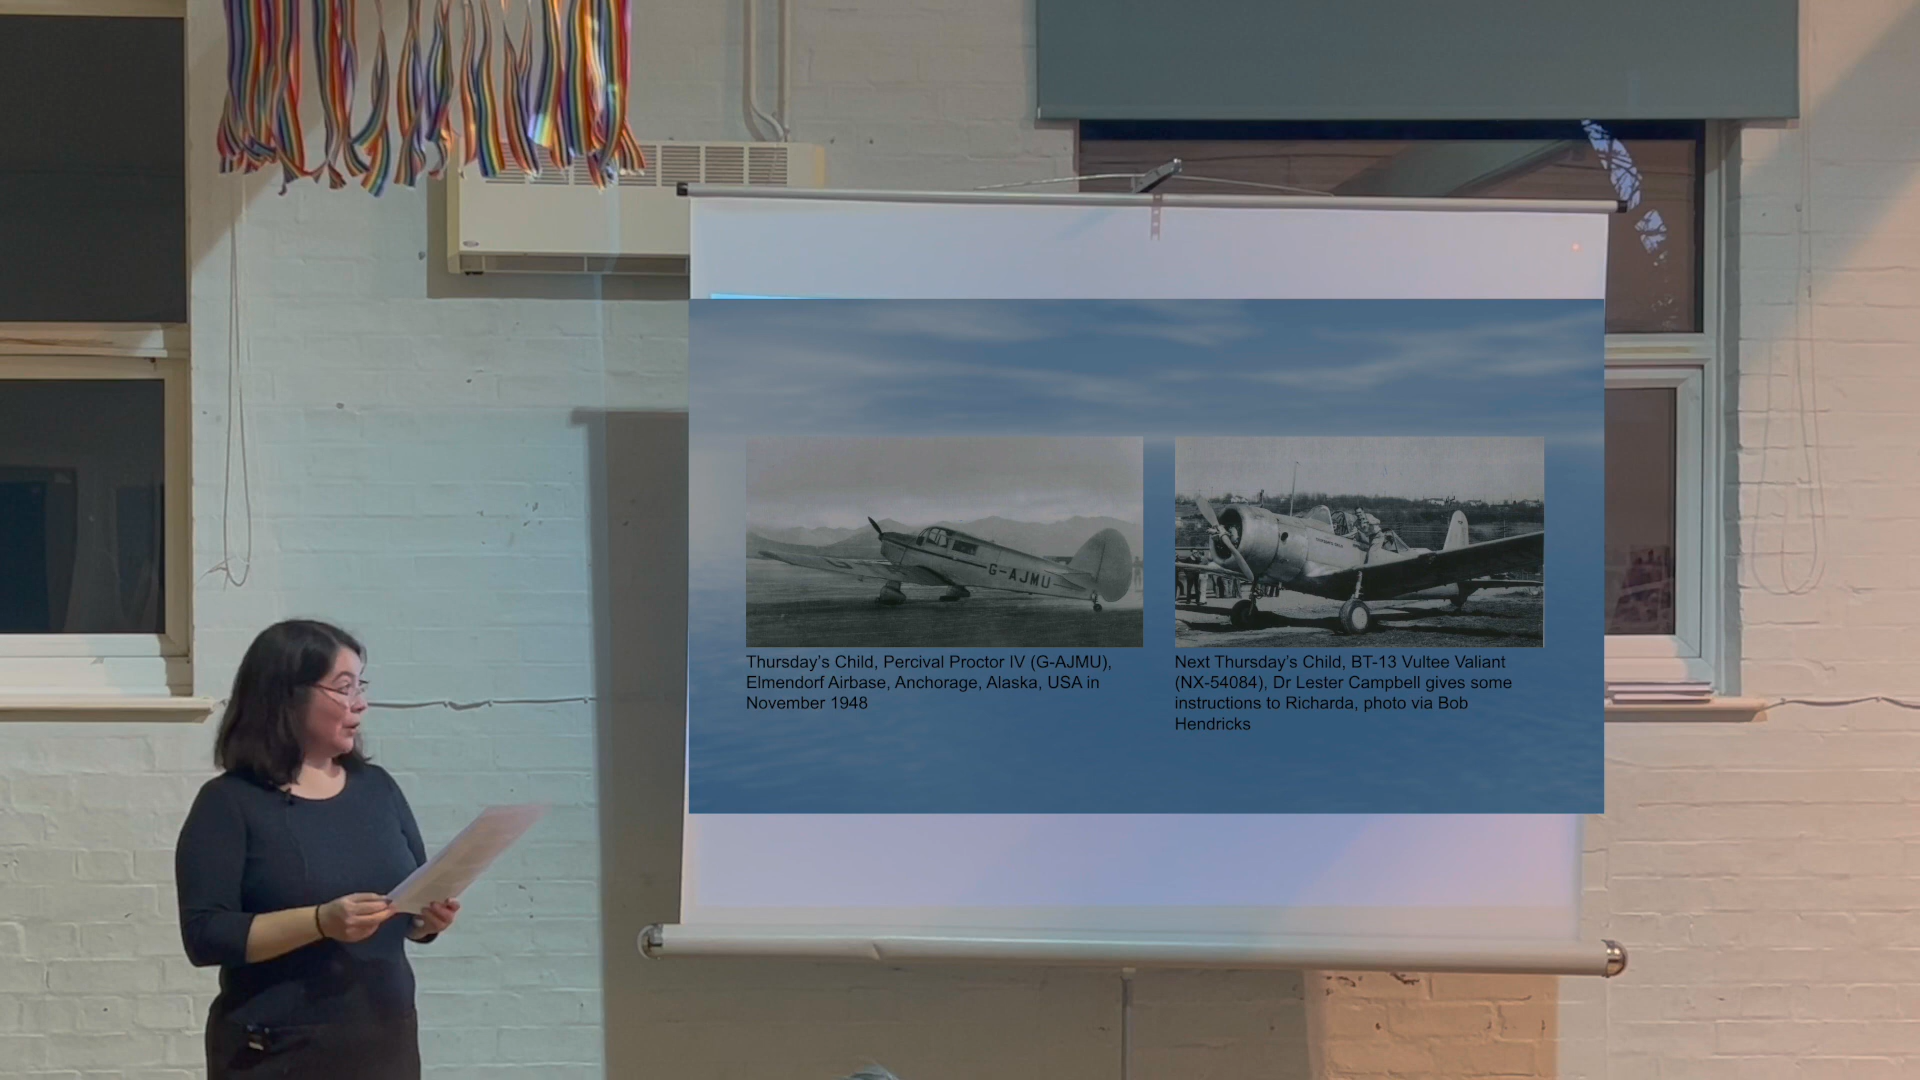 G-AJMU
Thursday's Child, Percival Proctor IV (G-AJMU),
Elmendorf Airbase, Anchorage, Alaska, USA in
November 1948
Next Thursday's Child, BT-13 Vultee Valiant
(NX-54084), Dr Lester Campbell gives some
instructions to Richarda, photo via Bob
Hendricks